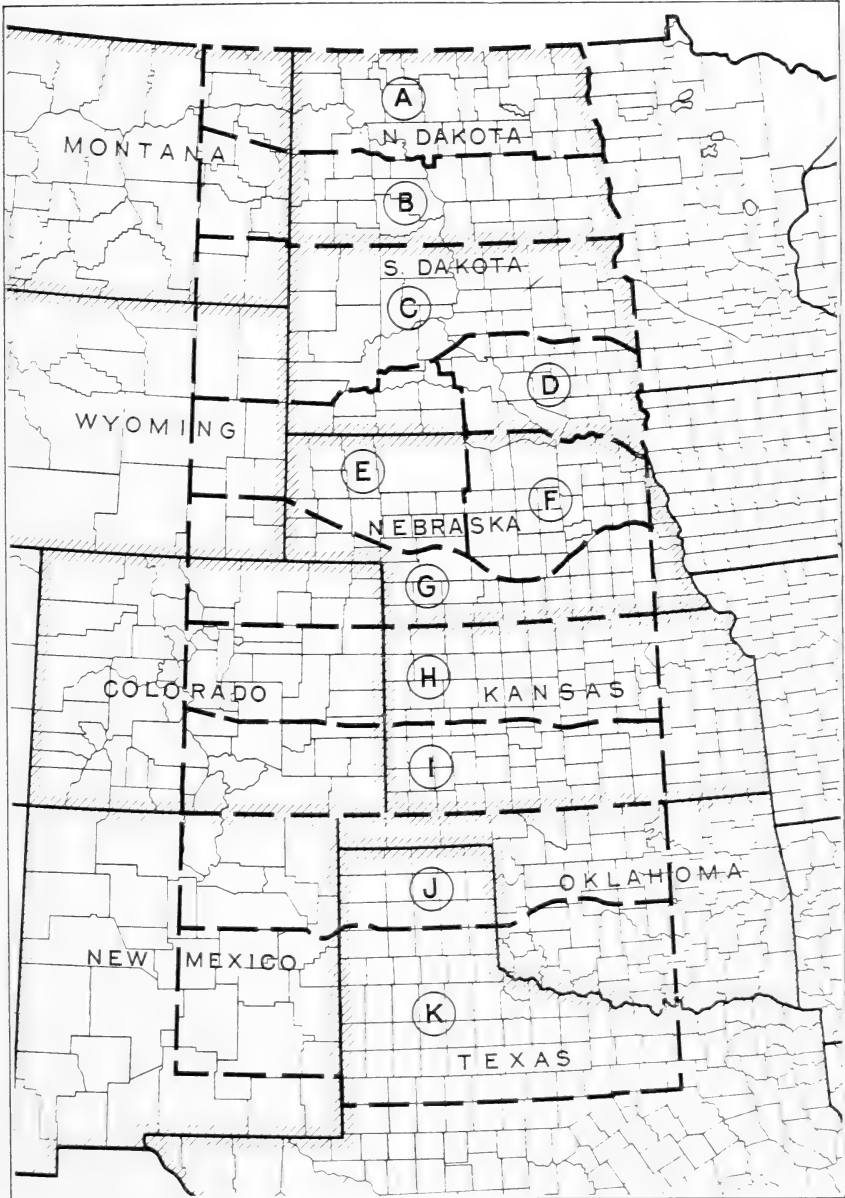 A
N. DAKOTA
MONTANA
B
S. DAKOTA
C
D
WYOMING
E
F
NEBRASKA
G
H
COLORADO
KANSAS
I
J
OKLAHOMA
NEW MEXICO
K
TEXAS